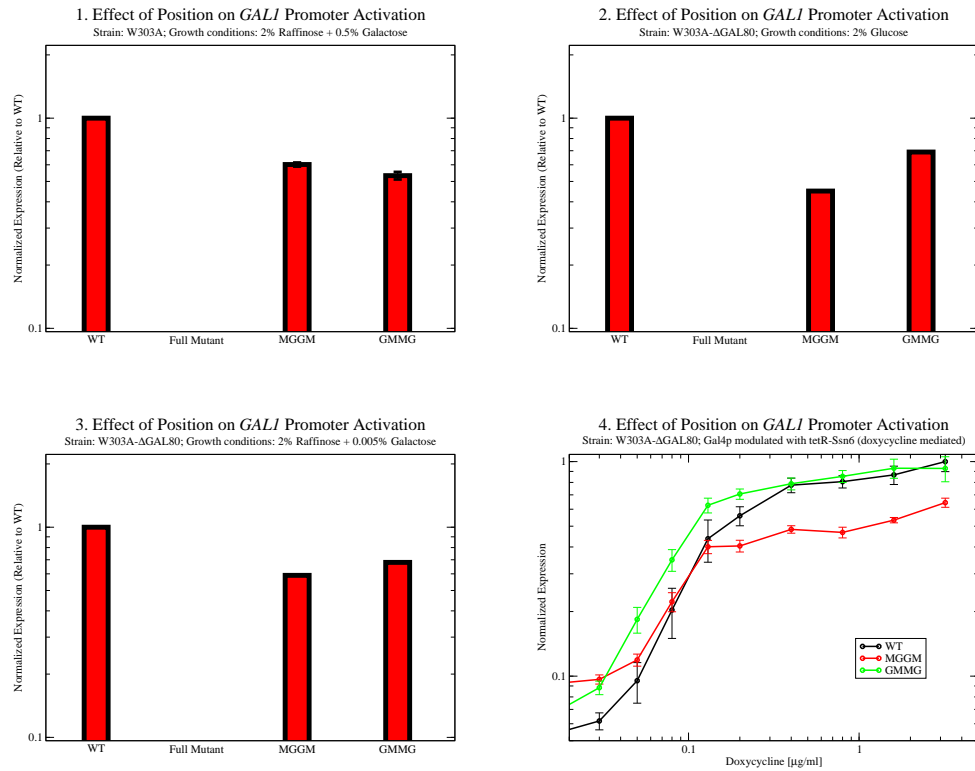 1. Effect of Position on GAL1 Promoter Activation
Strain: W303A; Growth conditions: 2% Raffinose + 0.5% Galactose
Normalized Expression (Relative to WT)
1
0.1
WT
Full Mutant
MGGM
GMMG
2. Effect of Position on GAL1 Promoter Activation
Strain: W303A-ΔGAL80; Growth conditions: 2% Glucose
Normalized Expression (Relative to WT)
1
0.1
WT
Full Mutant
MGGM
GMMG
3. Effect of Position on GAL1 Promoter Activation
Strain: W303A-ΔGAL80; Growth conditions: 2% Raffinose + 0.005% Galactose
Normalized Expression (Relative to WT)
1
0.1
WT
Full Mutant
MGGM
GMMG
4. Effect of Position on GAL1 Promoter Activation
Strain: W303A-ΔGAL80; Gal4p modulated with tetR-Ssn6 (doxycycline mediated)
Normalized Expression
1
0.1
WT
MGGM
GMMG
0.1
1
Doxycycline [μg/ml]